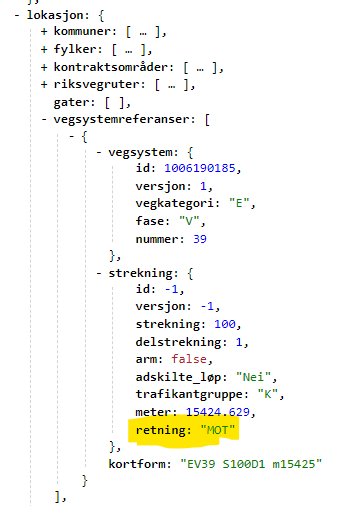 - lokasjon: {
+ kommuner: [ … ],
+ fylker: [ … ],
+ kontraktsområder: [ … ],
+ riksvegruter: [ … ],
gater: [ ],
- vegsystemreferanser: [
- {
- vegsystem: {
id: 1006190185,
versjon: 1,
vegkategori: "E",
fase: "V",
nummer: 39
},
- strekning: {
id: -1,
versjon: -1,
strekning: 100,
delstrekning: 1,
arm: false,
adskilte_løp: "Nei",
trafikantgruppe: "K",
meter: 15424.629,
retning: "MOT"
},
kortform: "EV39 S100D1 m15425"
}
],